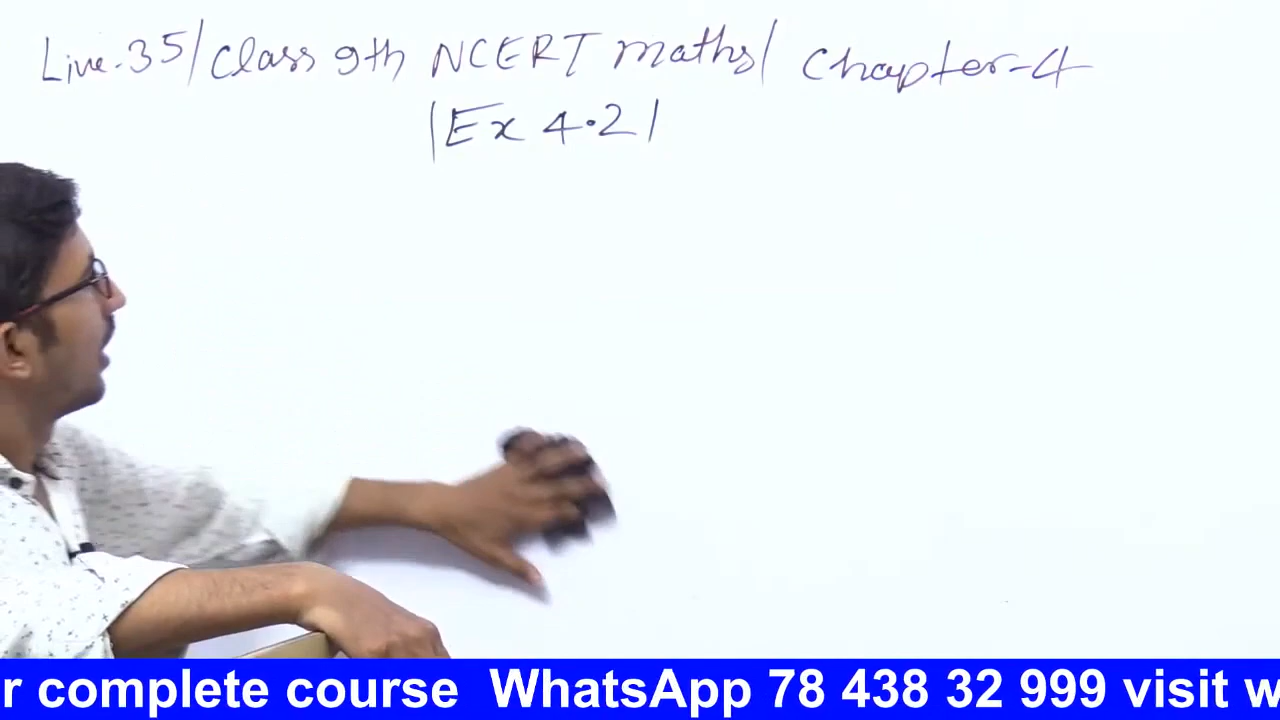 Live-35/Class 9th NCERT maths/ Chapter-4
|Ex 4.2|
r complete course WhatsApp 78 438 32 999 visit w